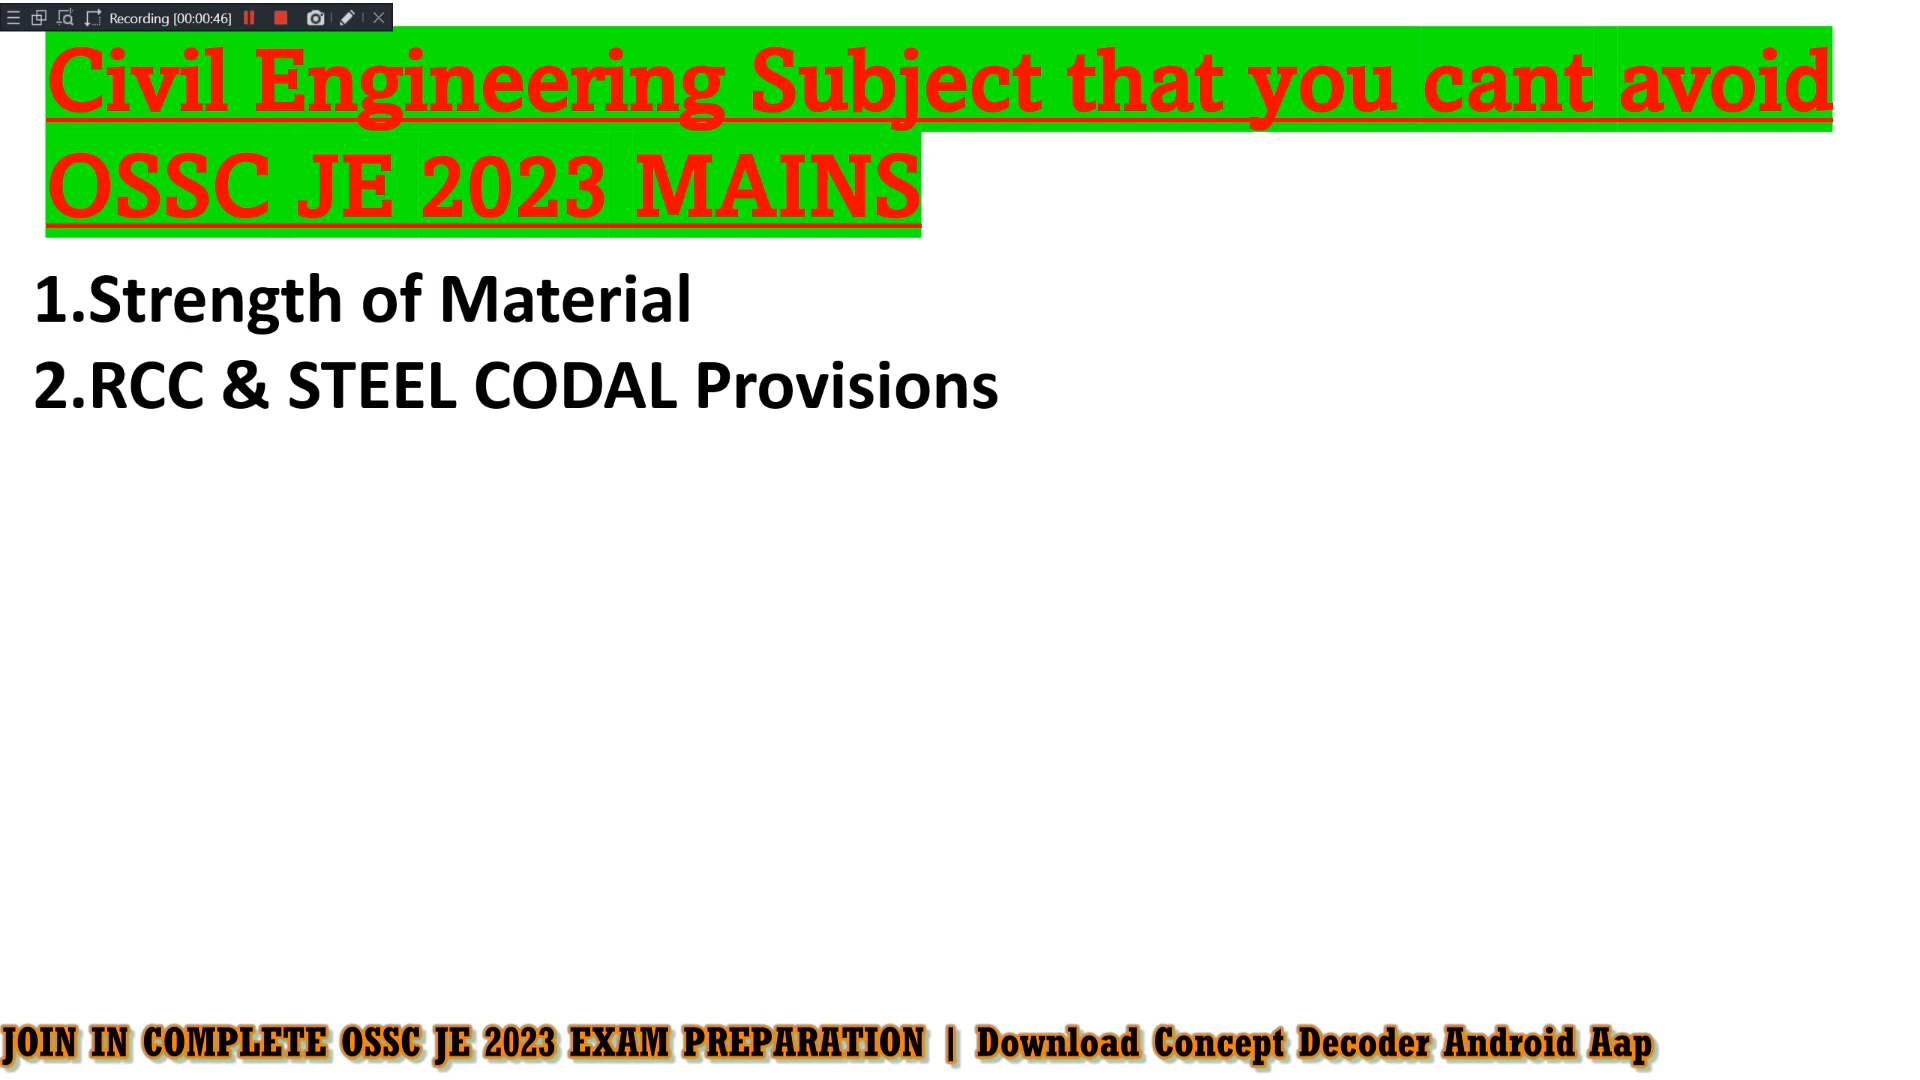 Recording [00:00:46]
Civil Engineering Subject that you cant avoid
OSSC JE 2023 MAINS
1.Strength of Material
2.RCC & STEEL CODAL Provisions
JOIN IN COMPLETE OSSC JE 2023 EXAM PREPARATION | Download Concept Decoder Android Aap